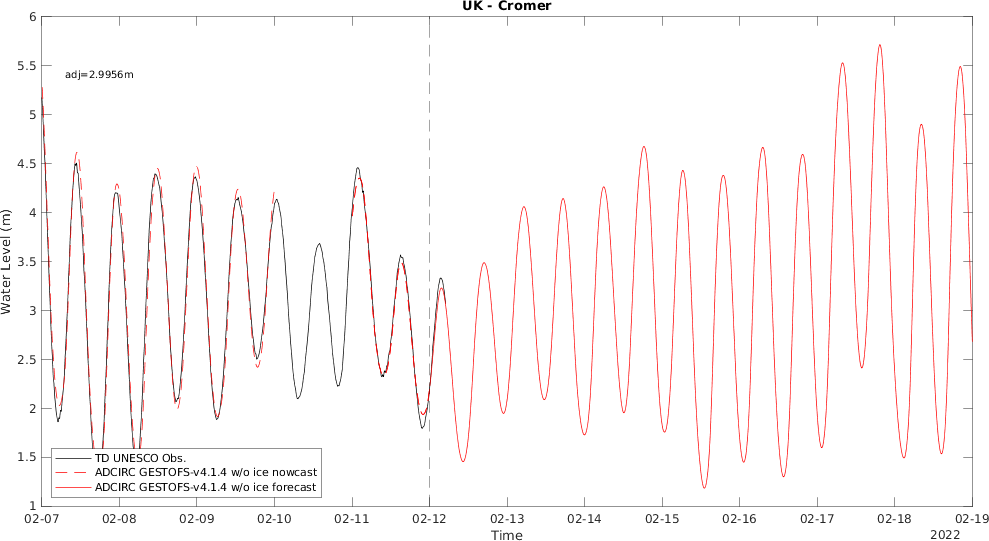 UK - Cromer
6
5.5
5
4.5
4
3.5
3
2.5
2
1.5
1
adj=2.9956m
Water Level (m)
TD UNESCO Obs.
ADCIRC GESTOFS-v4.1.4 w/o ice nowcast
ADCIRC GESTOFS-v4.1.4 w/o ice forecast
02-07 02-08 02-09 02-10 02-11 02-12 02-13 02-14 02-15 02-16 02-17 02-18 02-19
Time
2022